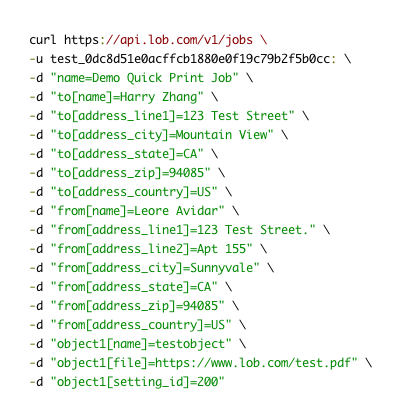 curl https://api.lob.com/v1/jobs \
-u test_0dc8d51e0acffcb1880e0f19c79b2f5b0cc: \
-d "name=Demo Quick Print Job" \
-d "to[name]=Harry Zhang" \
-d "to[address_line1]=123 Test Street" \
-d "to[address_city]=Mountain View" \
-d "to[address_state]=CA" \
-d "to[address_zip]=94085" \
-d "to[address_country]=US" \
-d "from[name]=Leore Avidar" \
-d "from[address_line1]=123 Test Street." \
-d "from[address_line2]=Apt 155" \
-d "from[address_city]=Sunnyvale" \
-d "from[address_state]=CA" \
-d "from[address_zip]=94085" \
-d "from[address_country]=US" \
-d "object1[name]=testobject" \
-d "object1[file]=https://www.lob.com/test.pdf" \
-d "object1[setting_id]=200"